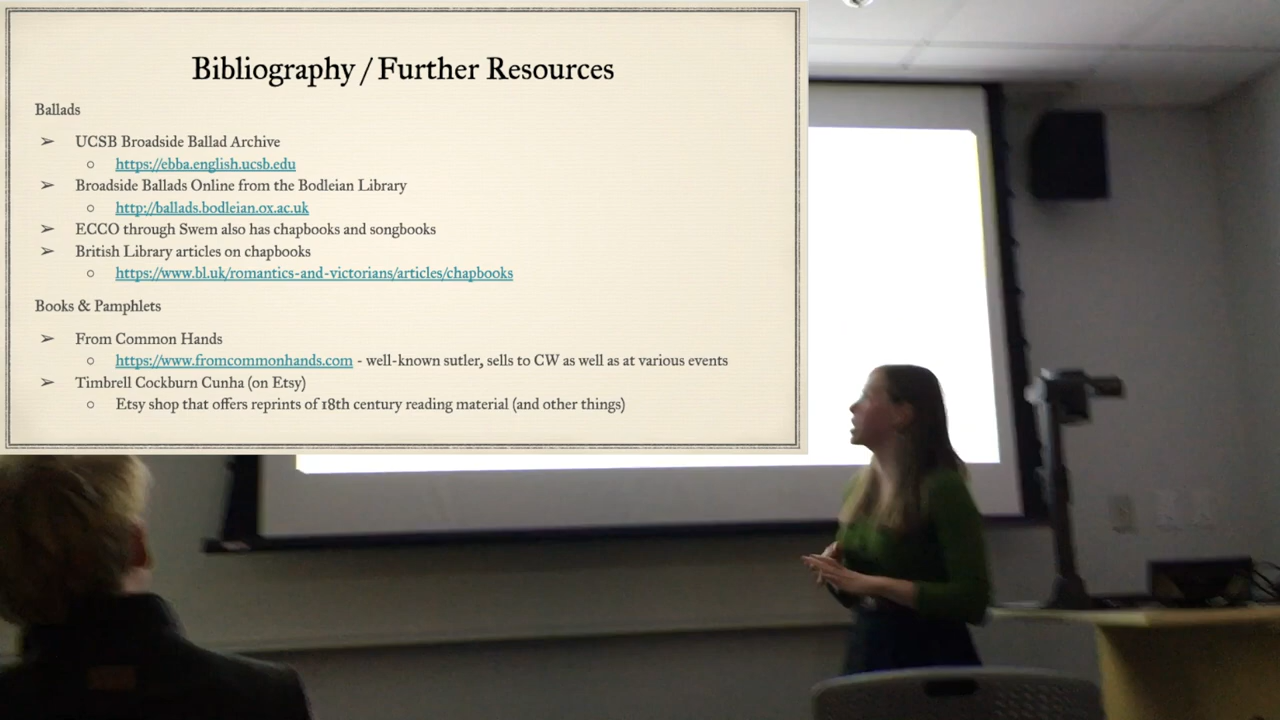 Bibliography / Further Resources
Ballads
➢ UCSB Broadside Ballad Archive
○ https://ebba.english.ucsb.edu
➢ Broadside Ballads Online from the Bodleian Library
○ http://ballads.bodleian.ox.ac.uk
➢ ECCO through Swem also has chapbooks and songbooks
➢ British Library articles on chapbooks
○ https://www.bl.uk/romantics-and-victorians/articles/chapbooks
Books & Pamphlets
➢ From Common Hands
○ https://www.fromcommonhands.com - well-known sutler, sells to CW as well as at various events
➢ Timbrell Cockburn Cunha (on Etsy)
○ Etsy shop that offers reprints of 18th century reading material (and other things)